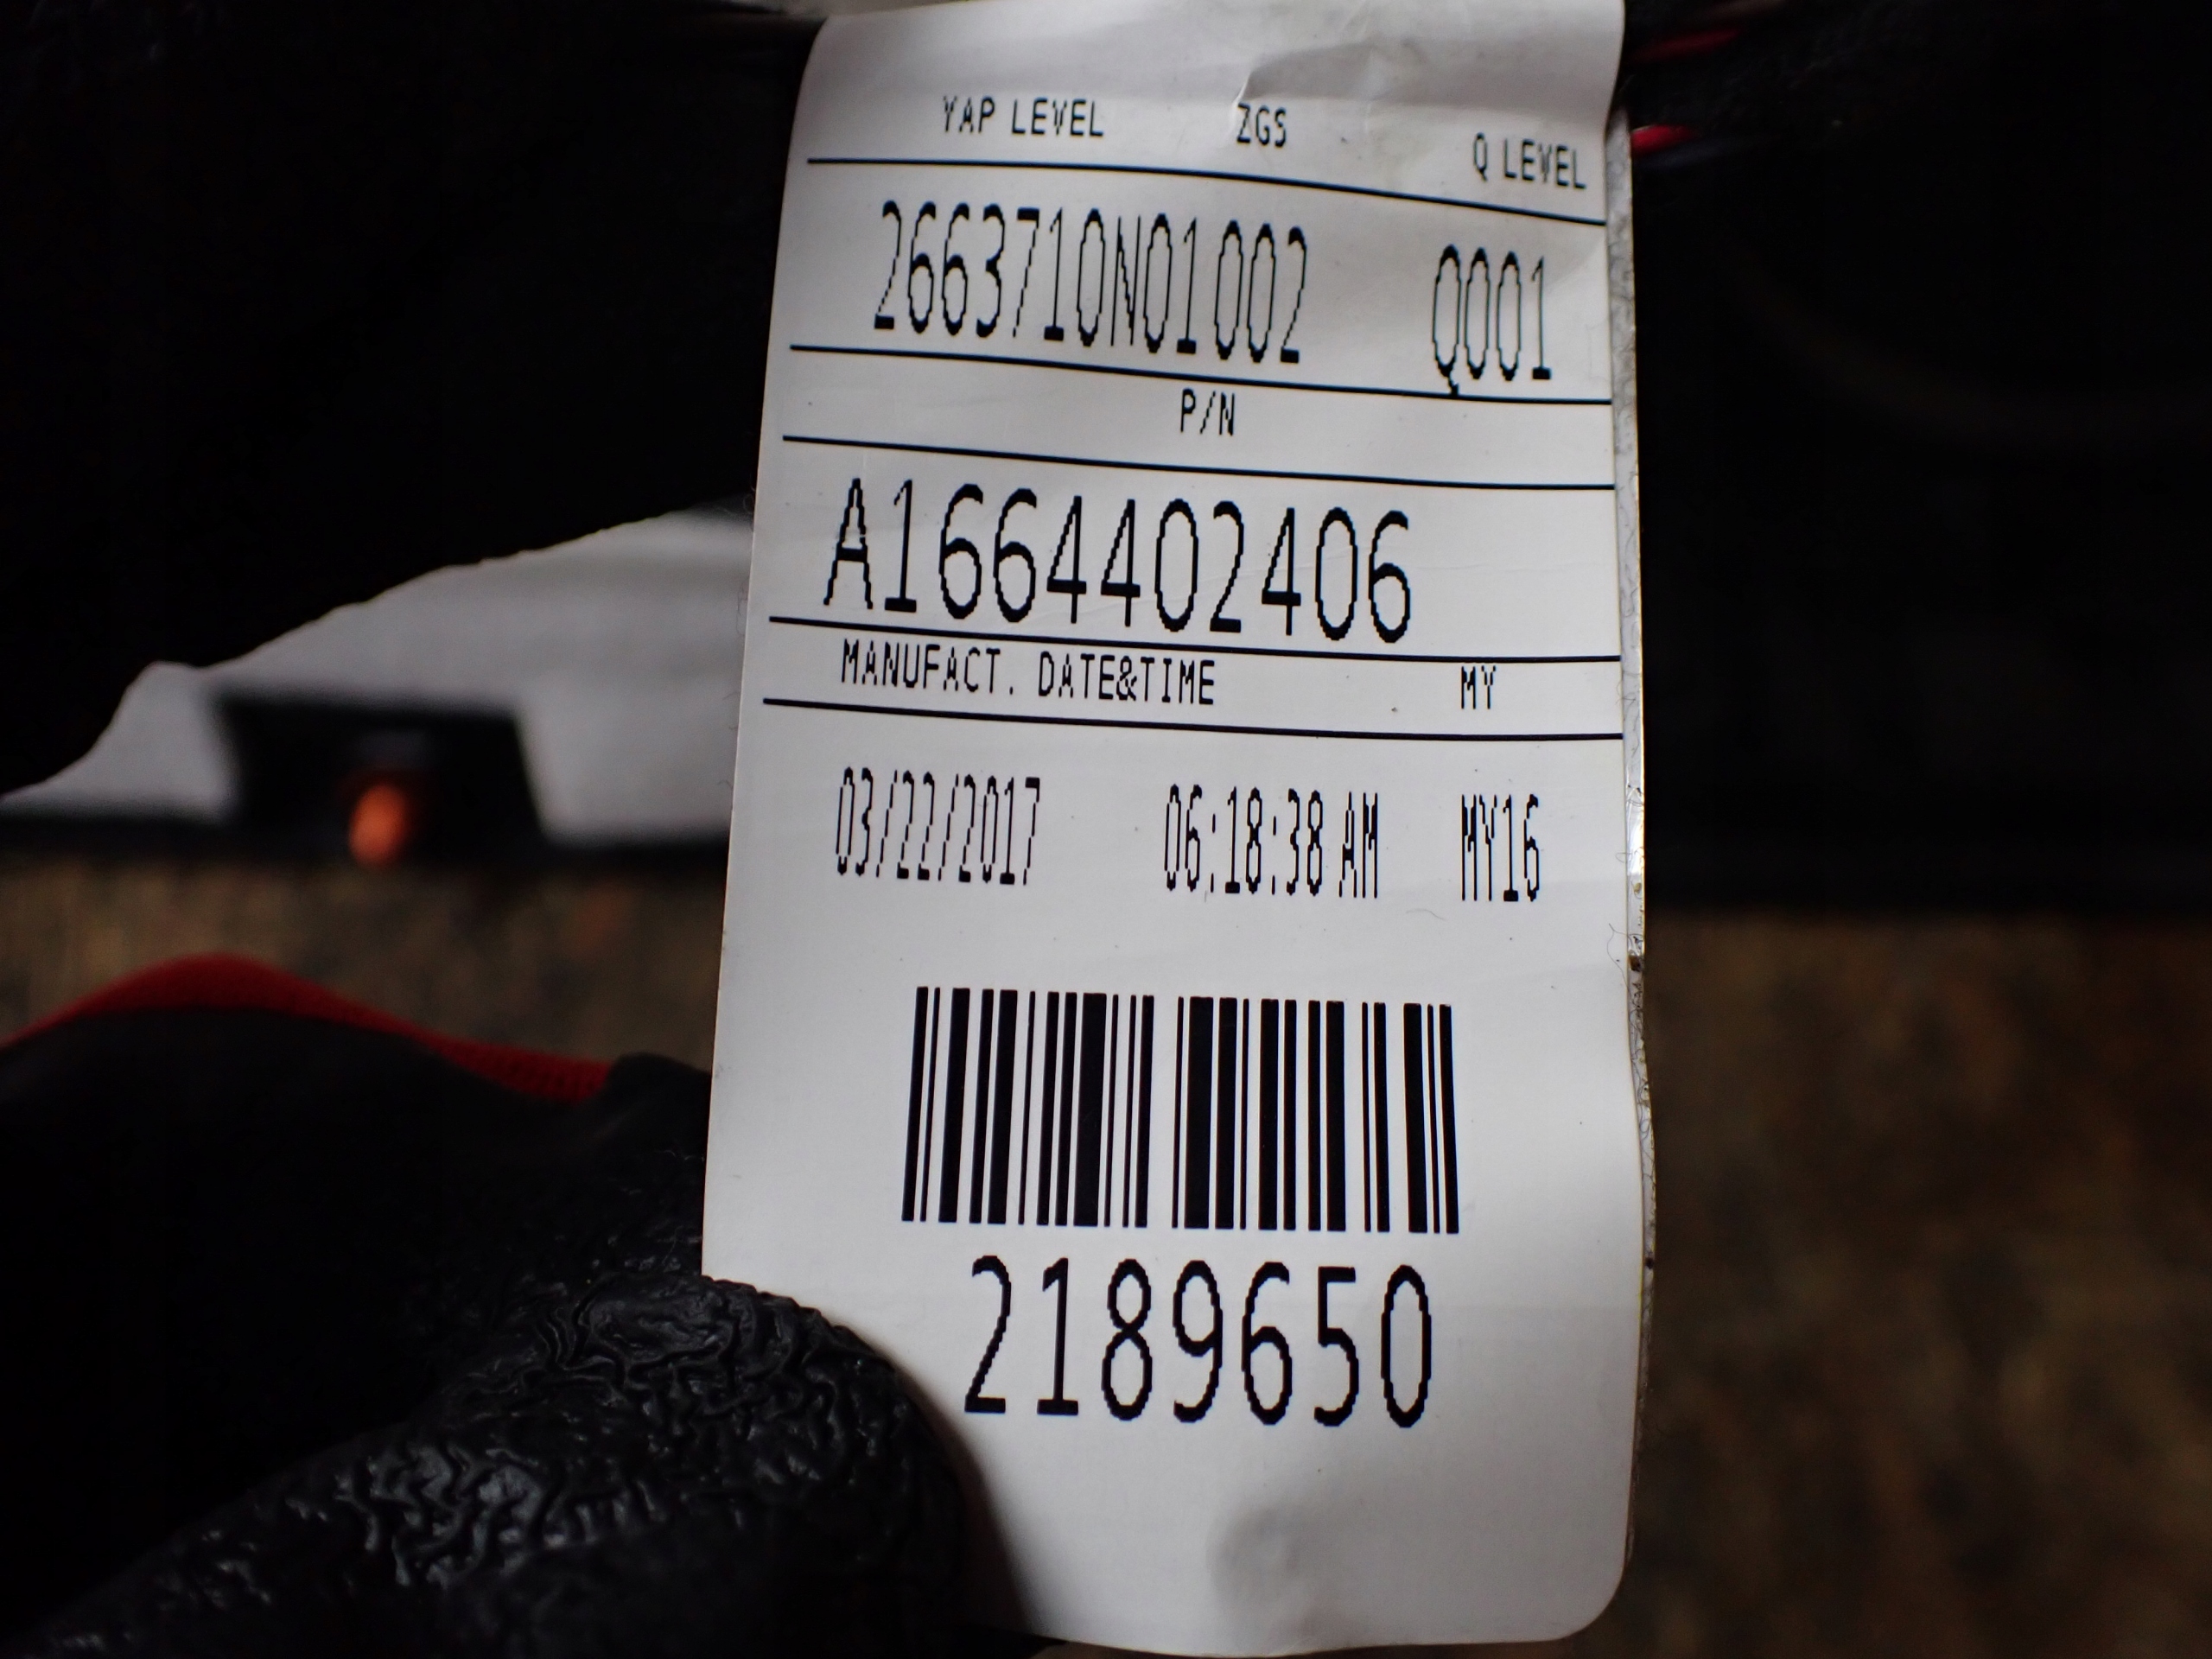 YAP LEVEL ZGS Q LEVEL
2663710N01002 Q001
P/N
A1664402406
MANUFACT. DATE&TIME MY
03/22/2017 06:18:38 AM MY16
2189650